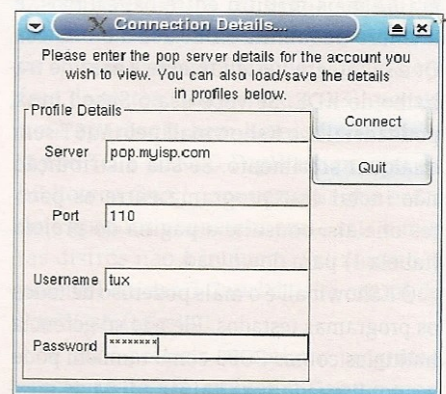 Connection Details...
Please enter the pop server details for the account you
wish to view. You can also load/save the details
in profiles below.
Profile Details
Connect
Server pop.myisp.com
Quit
Port 110
Username tux
Password ********